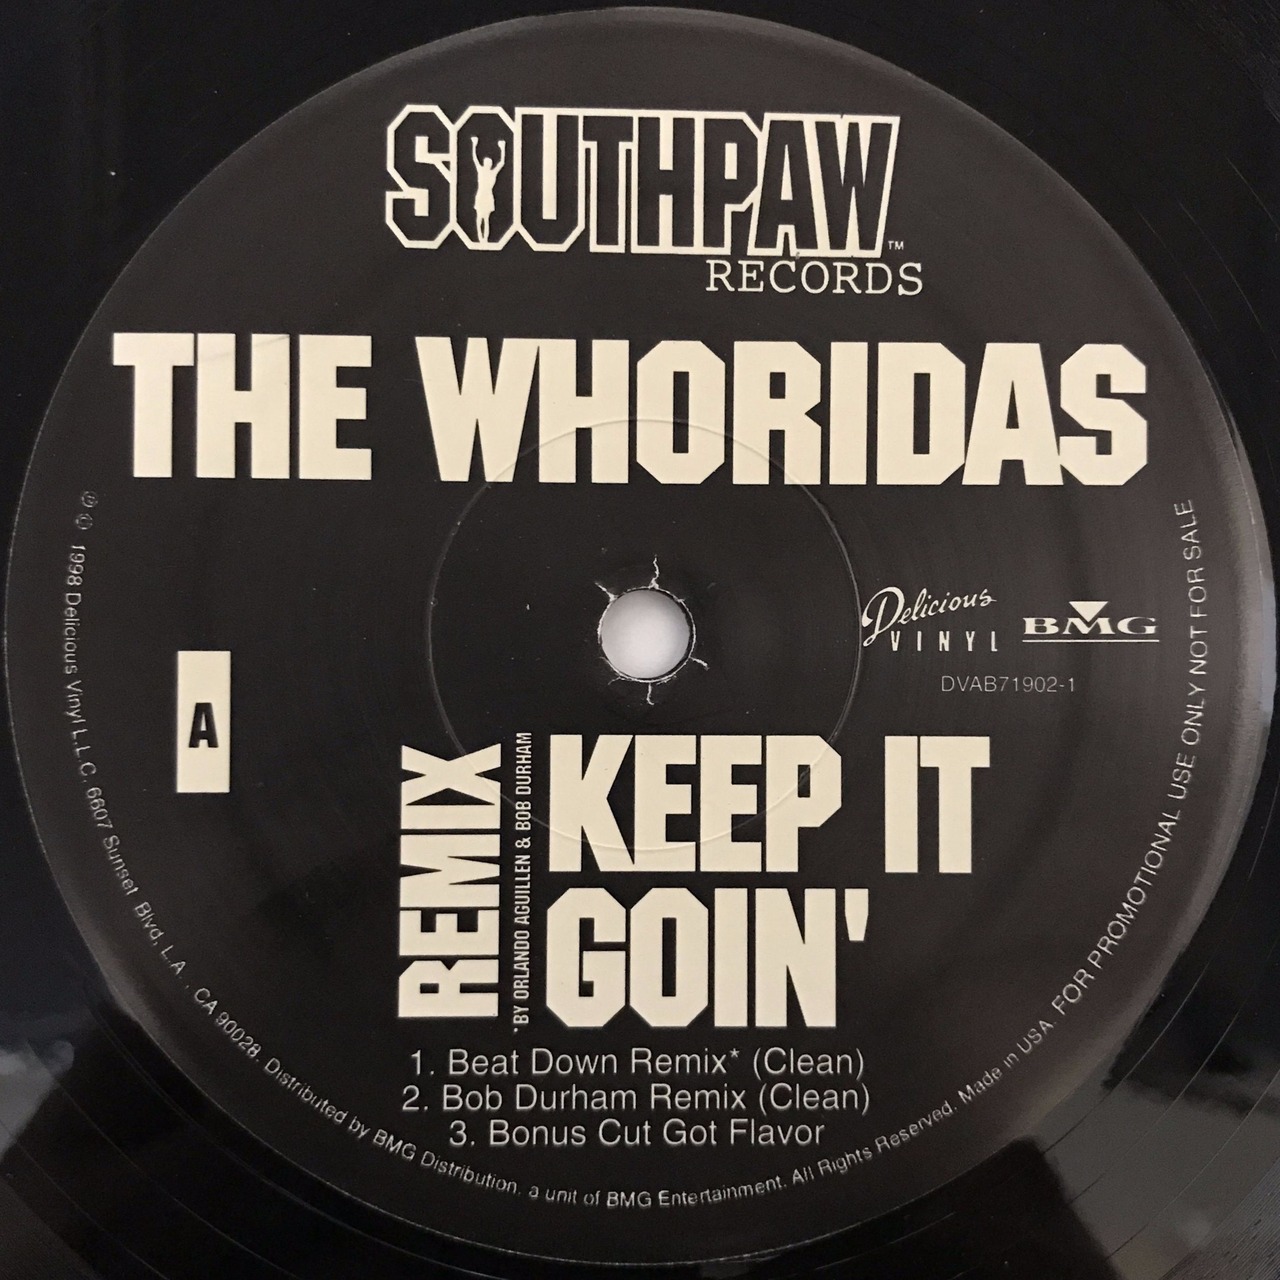 SOUTHPAW™
RECORDS
THE WHORIDAS
Delicious
VINYL
BMG
DVAB71902-1
A
REMIX
*BY ORLANDO AGUILLEN & BOB DURHAM
KEEP IT
GOIN'
1. Beat Down Remix* (Clean)
2. Bob Durham Remix (Clean)
3. Bonus Cut Got Flavor
℗ © 1998 Delicious Vinyl L.L.C. 6607 Sunset Blvd, L.A., CA 90028. Distributed by BMG Distribution, a unit of BMG Entertainment. All Rights Reserved. Made in USA. FOR PROMOTIONAL USE ONLY NOT FOR SALE